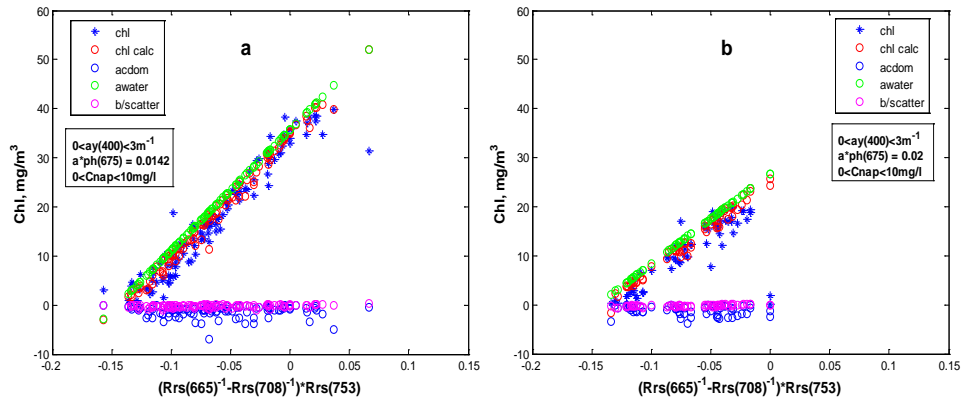 60
50
40
30
20
10
0
-10
Chl, mg/m³
-0.2
-0.15
-0.1
-0.05
0
0.05
0.1
0.15
(Rrs(665)⁻¹-Rrs(708)⁻¹)*Rrs(753)
a
chl
chl calc
acdom
awater
b/scatter
0<ay(400)<3m⁻¹
a*ph(675) = 0.0142
0<Cnap<10mg/l
60
50
40
30
20
10
0
-10
Chl, mg/m³
-0.2
-0.15
-0.1
-0.05
0
0.05
0.1
0.15
(Rrs(665)⁻¹-Rrs(708)⁻¹)*Rrs(753)
b
chl
chl calc
acdom
awater
b/scatter
0<ay(400)<3m⁻¹
a*ph(675) = 0.02
0<Cnap<10mg/l